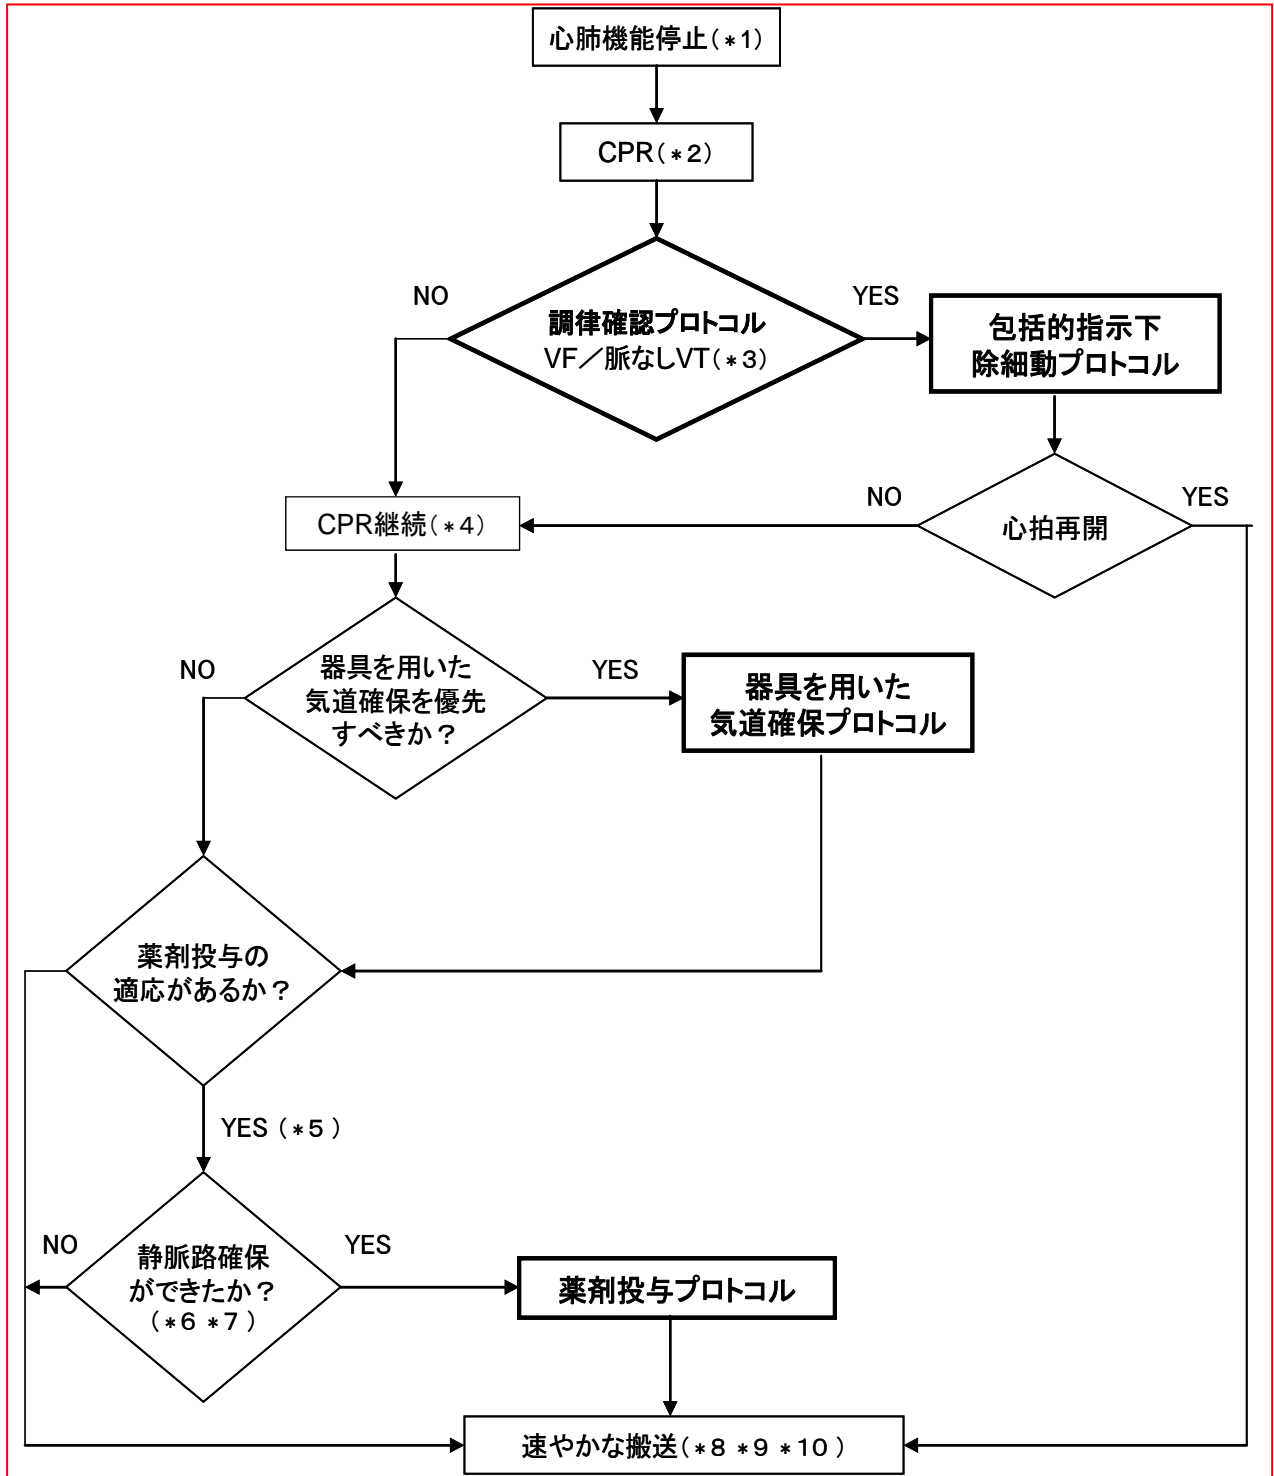 心肺機能停止(*1)
CPR(*2)
NO
YES
調律確認プロトコル
VF/脈なしVT(*3)
包括的指示下
除細動プロトコル
NO
YES
CPR継続(*4)
心拍再開
NO
YES
器具を用いた
気道確保を優先
すべきか?
器具を用いた
気道確保プロトコル
薬剤投与の
適応があるか?
YES(*5)
NO
YES
静脈路確保
ができたか?
(*6 *7)
薬剤投与プロトコル
速やかな搬送(*8 *9 *10)